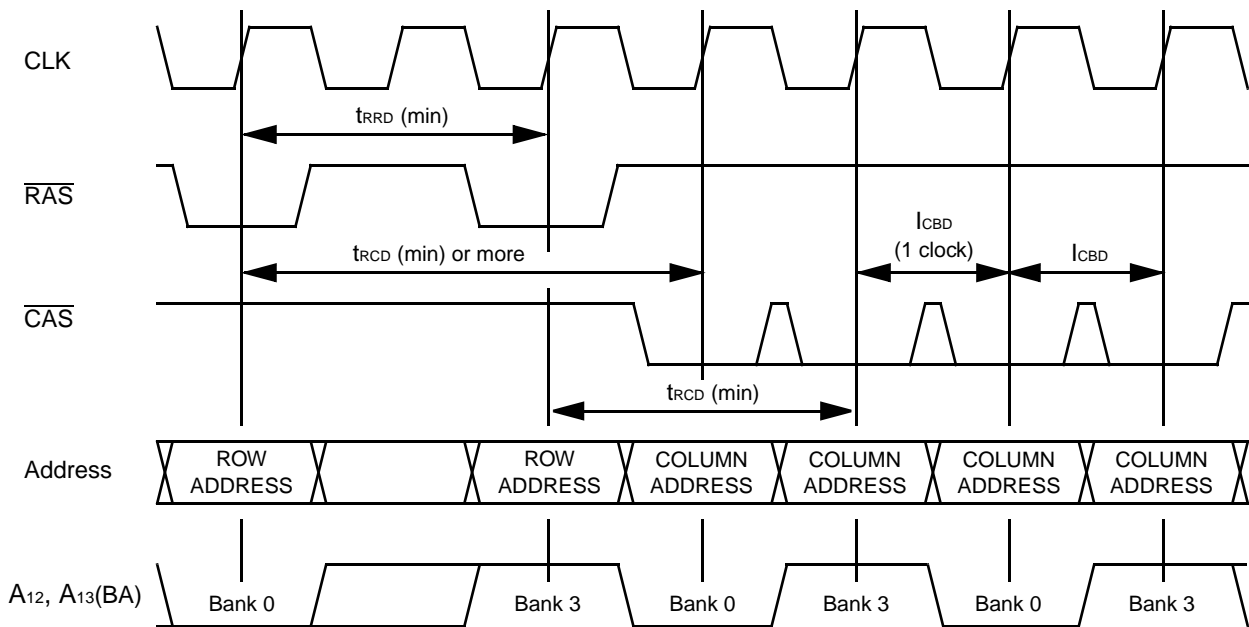 CLK
tRRD (min)
RAS
tRCD (min) or more
ICBD
(1 clock)
ICBD
CAS
tRCD (min)
Address
ROW
ADDRESS
ROW
ADDRESS
COLUMN
ADDRESS
COLUMN
ADDRESS
COLUMN
ADDRESS
COLUMN
ADDRESS
A12, A13(BA)
Bank 0
Bank 3
Bank 0
Bank 3
Bank 0
Bank 3